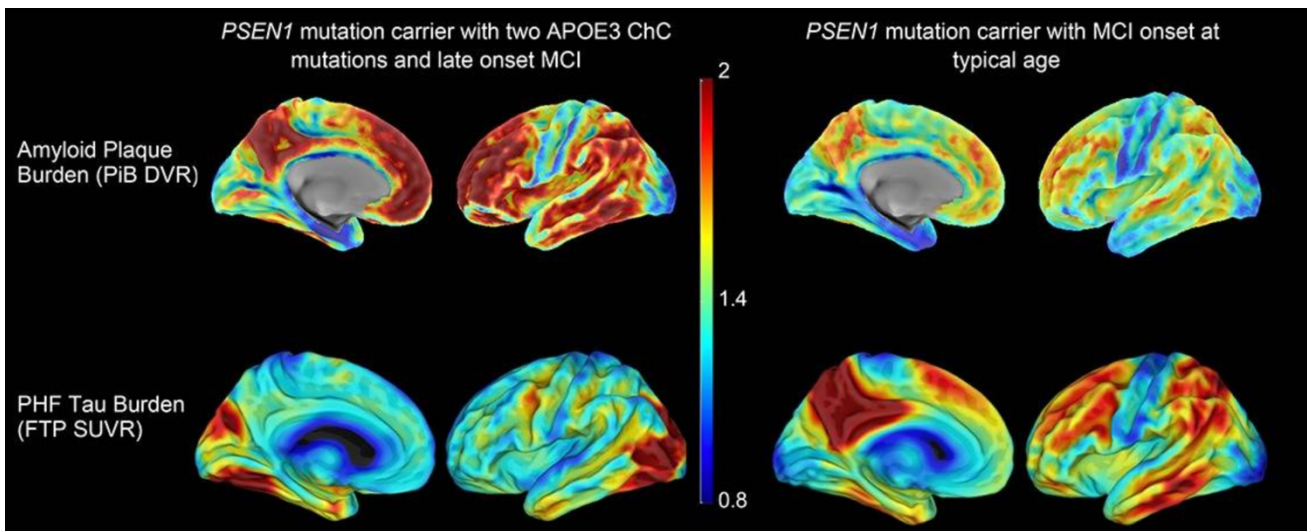 PSEN1 mutation carrier with two APOE3 ChC
mutations and late onset MCI
PSEN1 mutation carrier with MCI onset at
typical age
Amyloid Plaque
Burden (PiB DVR)
2
1.4
0.8
PHF Tau Burden
(FTP SUVR)